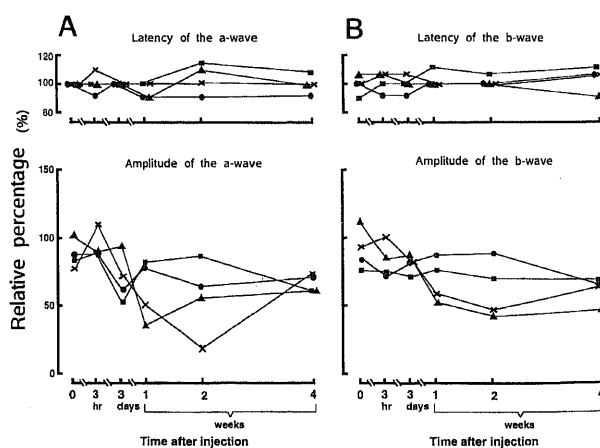 A
B
Latency of the a-wave
Latency of the b-wave
120
100
80
Amplitude of the a-wave
Amplitude of the b-wave
150
100
50
0
Relative percentage (%)
0 3 3 1 2 4
hr days
weeks
Time after injection
0 3 3 1 2 4
hr days
weeks
Time after injection